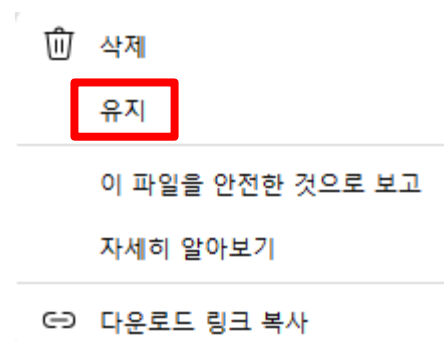 삭제
유지
이 파일을 안전한 것으로 보고
자세히 알아보기
다운로드 링크 복사